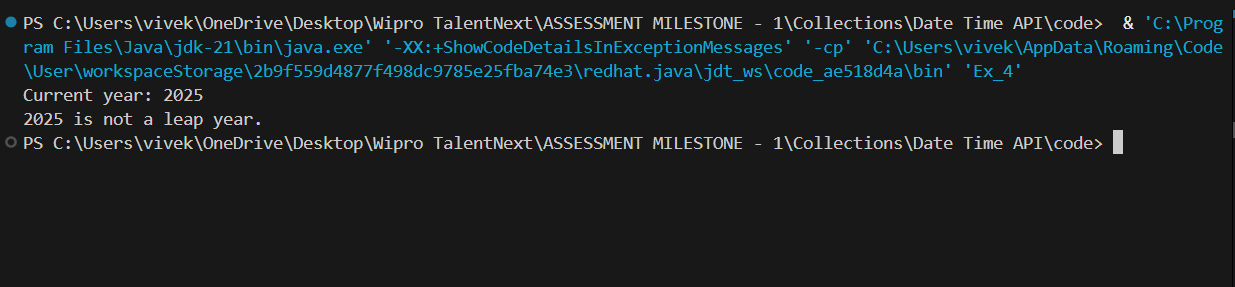 PS C:\Users\vivek\OneDrive\Desktop\Wipro TalentNext\ASSESSMENT MILESTONE - 1\Collections\Date Time API\code>  & 'C:\Prog
ram Files\Java\jdk-21\bin\java.exe' '-XX:+ShowCodeDetailsInExceptionMessages' '-cp' 'C:\Users\vivek\AppData\Roaming\Code
\User\workspaceStorage\2b9f559d4877f498dc9785e25fba74e3\redhat.java\jdt_ws\code_ae518d4a\bin' 'Ex_4'
Current year: 2025
2025 is not a leap year.
PS C:\Users\vivek\OneDrive\Desktop\Wipro TalentNext\ASSESSMENT MILESTONE - 1\Collections\Date Time API\code>